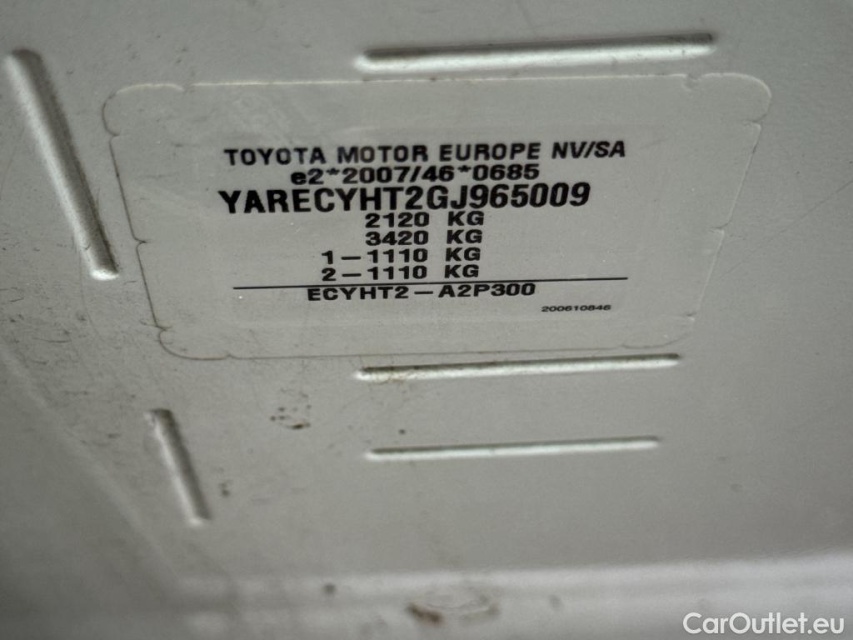 TOYOTA MOTOR EUROPE NV/SA
e2*2007/46*0685
YARECYHT2GJ965009
2120 KG
3420 KG
1-1110 KG
2-1110 KG
ECYHT2-A2P300
200610846
CarOutlet.eu